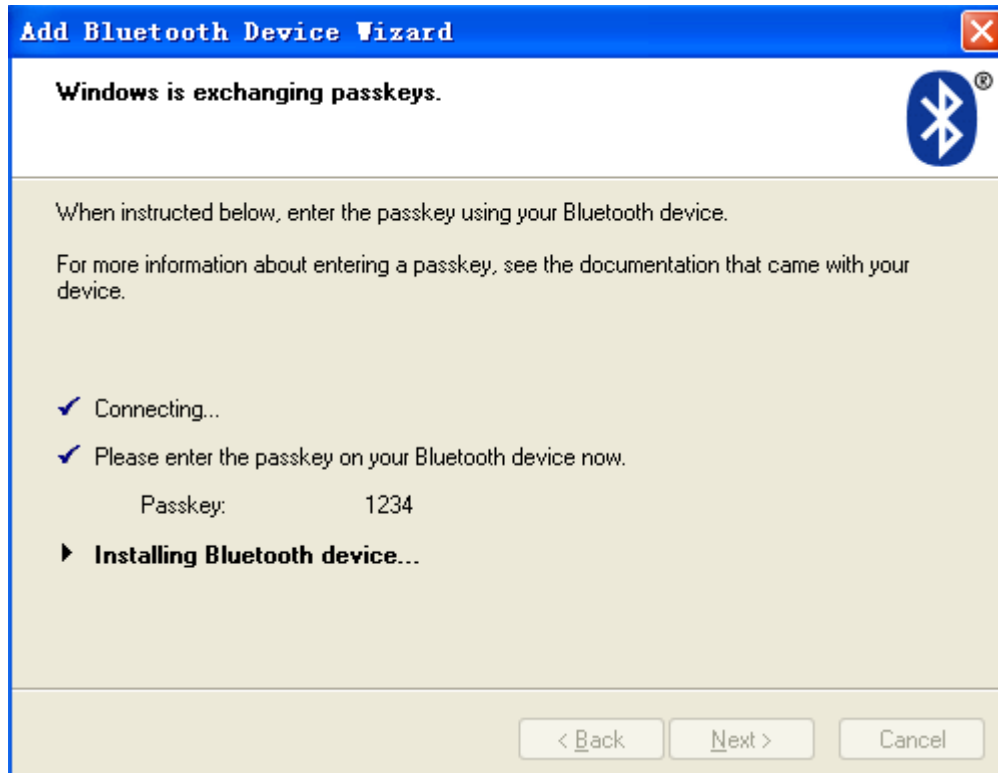 Add Bluetooth Device Wizard
Windows is exchanging passkeys.
®
When instructed below, enter the passkey using your Bluetooth device.
For more information about entering a passkey, see the documentation that came with your
device.
Connecting...
Please enter the passkey on your Bluetooth device now.
Passkey: 1234
Installing Bluetooth device...
< Back Next > Cancel